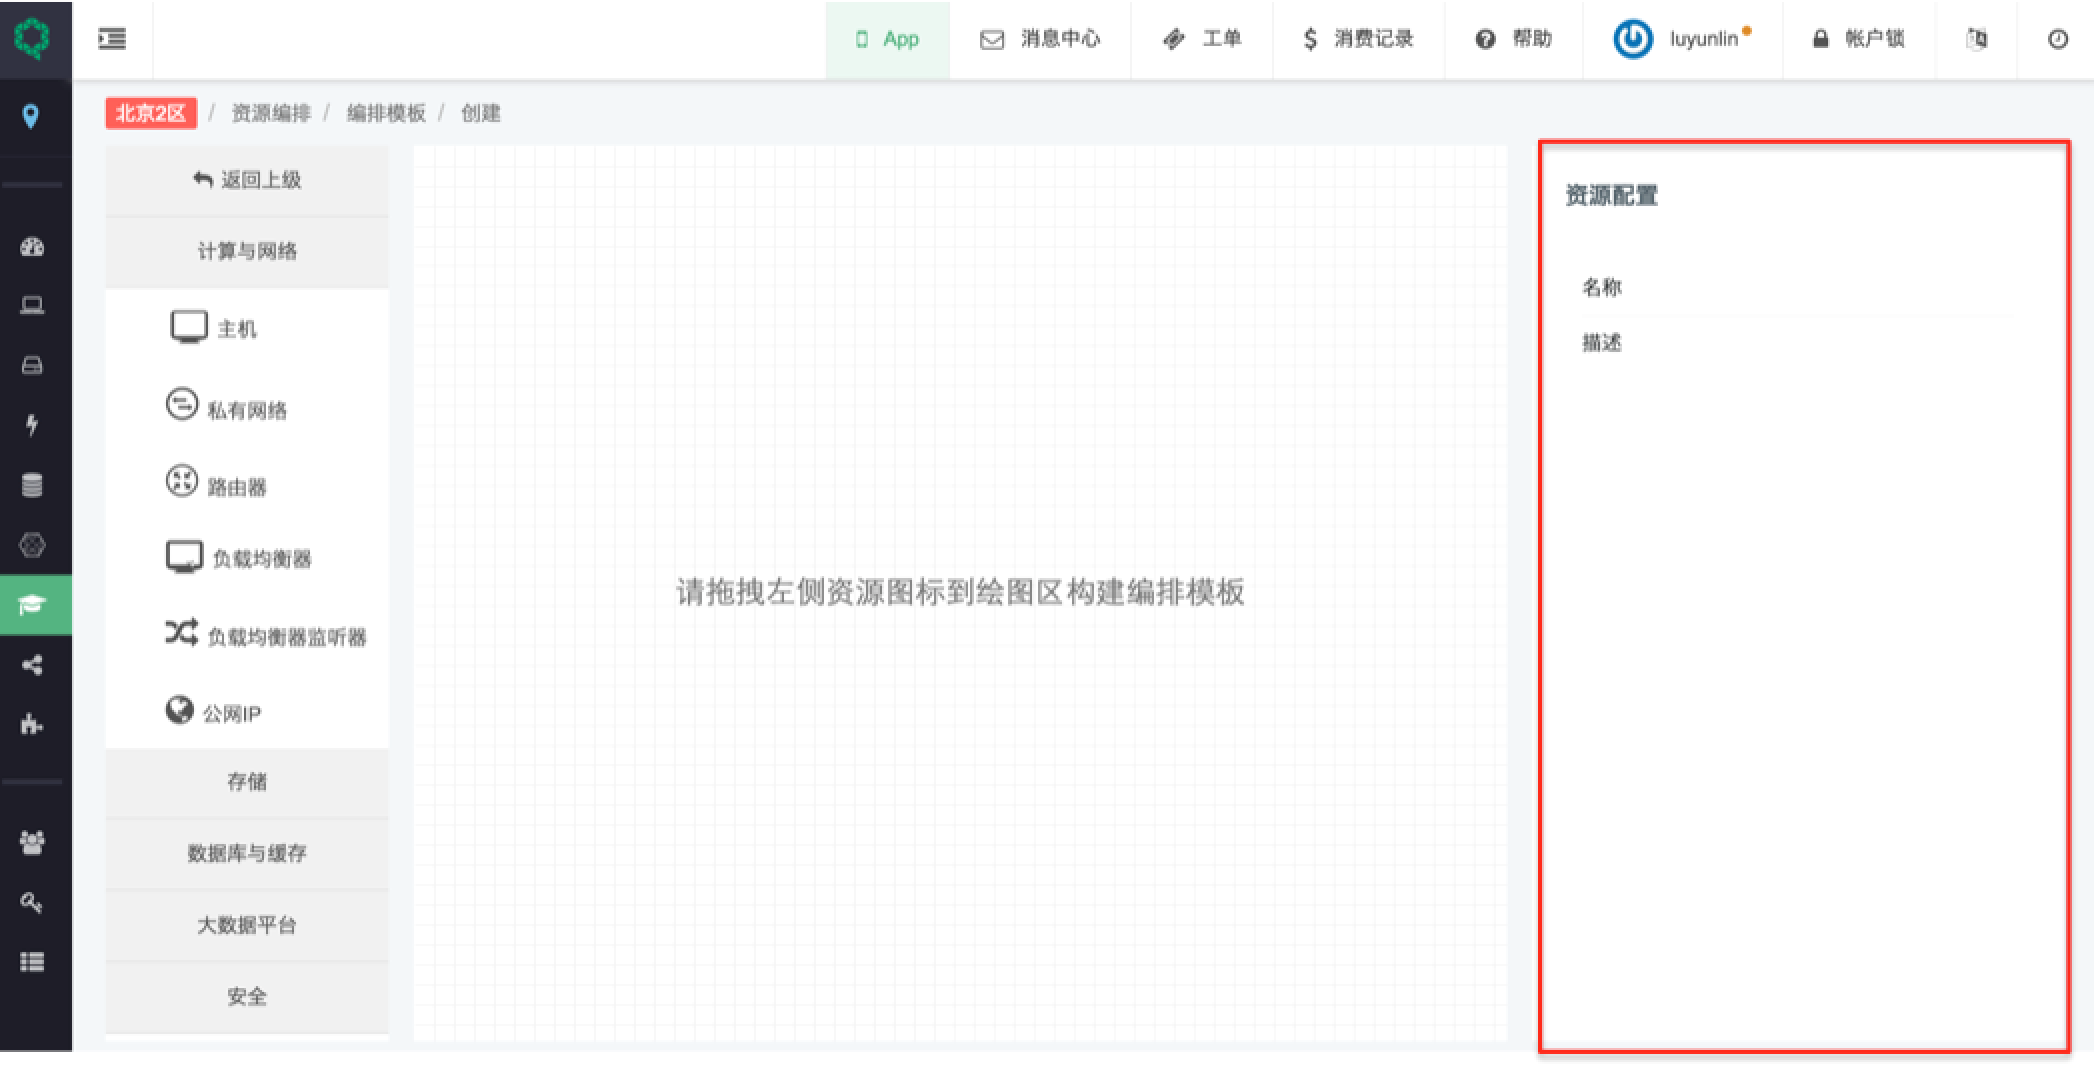 App
消息中心
工单
$ 消费记录
帮助
luyunlin
帐户锁
北京2区 / 资源编排 / 编排模板 / 创建
返回上级
计算与网络
主机
私有网络
路由器
负载均衡器
负载均衡器监听器
公网IP
存储
数据库与缓存
大数据平台
安全
请拖拽左侧资源图标到绘图区构建编排模板
资源配置
名称
描述